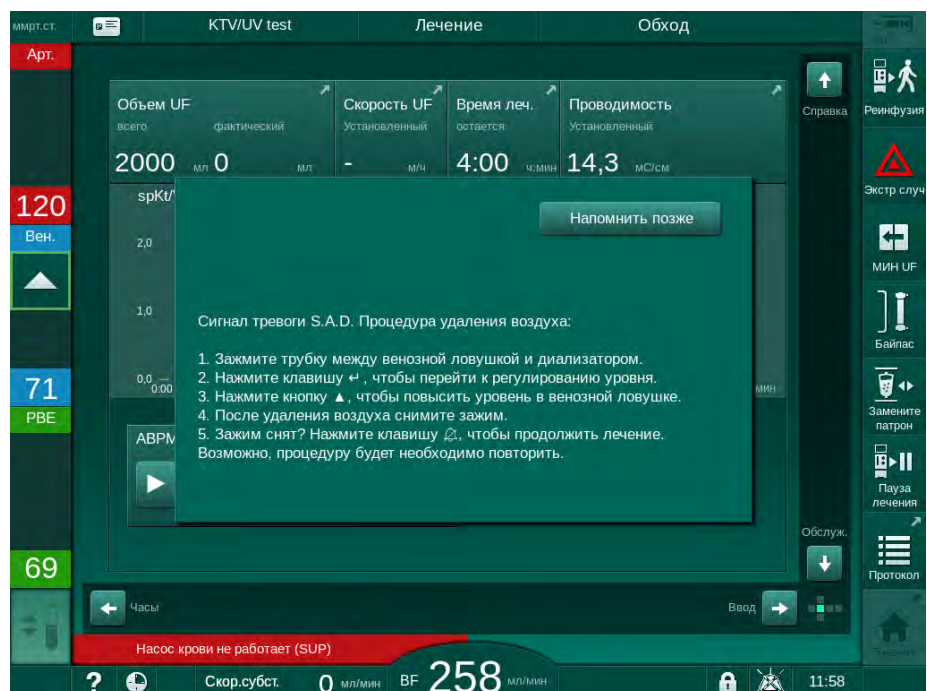 ммрт.ст.
KTV/UV test
Лечение
Обход
Арт.
Объем UF
всего фактический
2000 мл 0 мл
Скорость UF
Установленный
- м/ч
Время леч.
остается
4:00 ч:мин
Проводимость
Установленный
14,3 мС/см
Справка
Реинфузия
Экстр случ
МИН UF
Байпас
Замените
патрон
Пауза
лечения
Протокол
120
Вен.
71
PBE
69
spKt/
2,0
1,0
0,0
0:00
мин
Напомнить позже
Сигнал тревоги S.A.D. Процедура удаления воздуха:
1. Зажмите трубку между венозной ловушкой и диализатором.
2. Нажмите клавишу ↵ , чтобы перейти к регулированию уровня.
3. Нажмите кнопку ▲, чтобы повысить уровень в венозной ловушке.
4. После удаления воздуха снимите зажим.
5. Зажим снят? Нажмите клавишу 🔕, чтобы продолжить лечение.
Возможно, процедуру будет необходимо повторить.
ABPM
Обслуж.
Часы
Ввод
Насос крови не работает (SUP)
? Скор.субст. 0 мл/мин BF 258 мл/мин 11:58